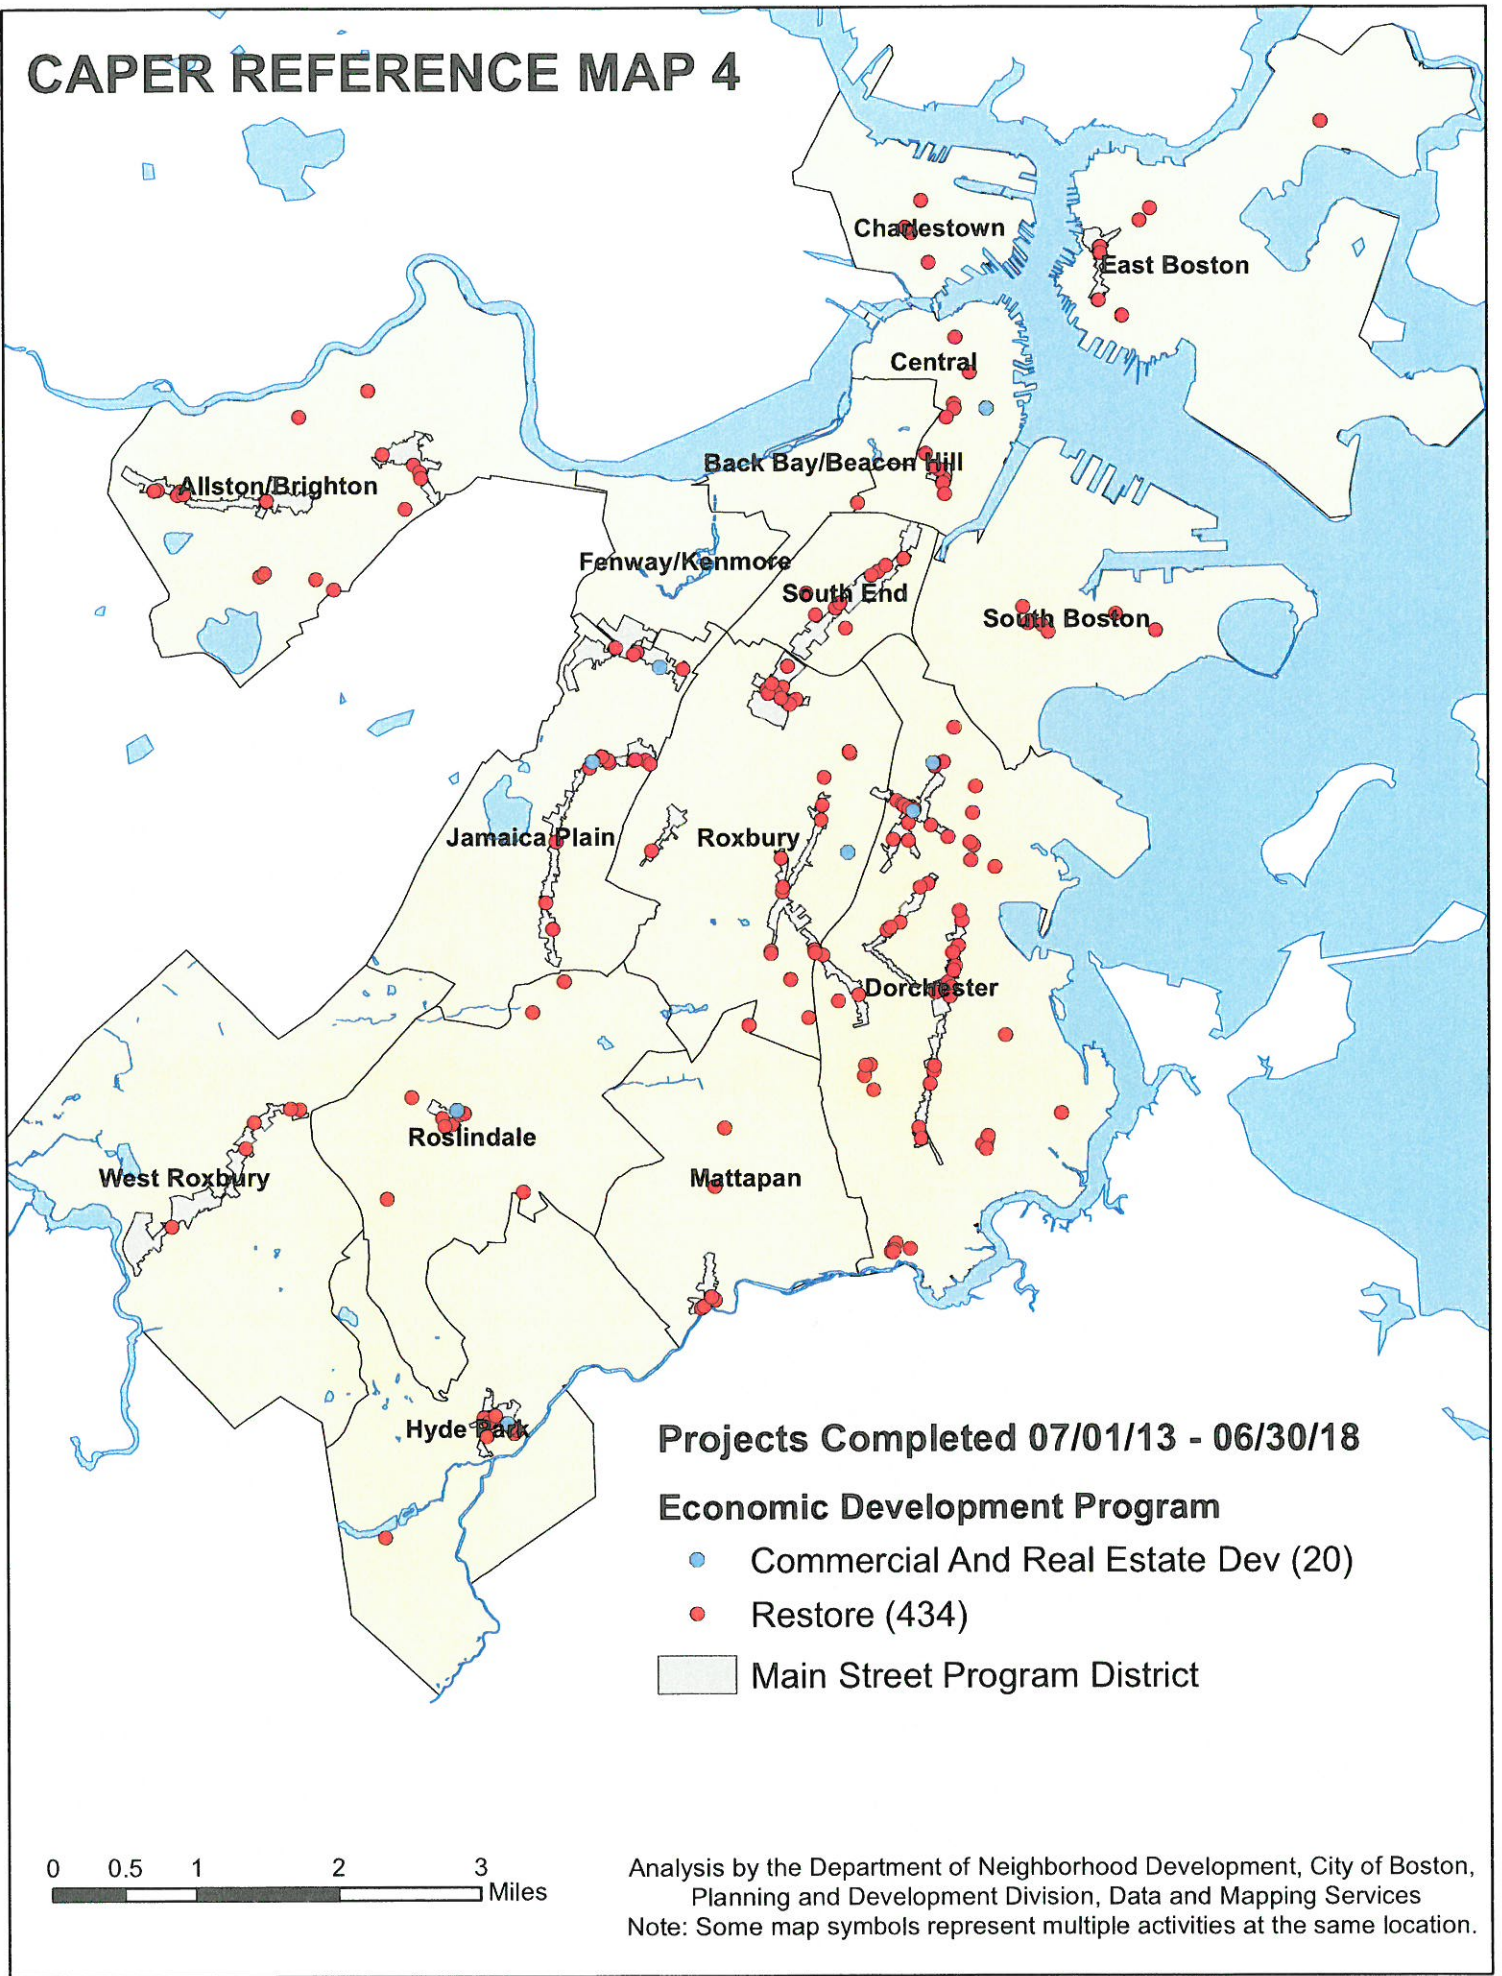 CAPER REFERENCE MAP 4
Charlestown
East Boston
Central
Back Bay/Beacon Hill
Allston/Brighton
Fenway/Kenmore
South End
South Boston
Jamaica Plain
Roxbury
Dorchester
Roslindale
West Roxbury
Mattapan
Hyde Park
Projects Completed 07/01/13 - 06/30/18
Economic Development Program
Commercial And Real Estate Dev (20)
Restore (434)
Main Street Program District
0 0.5 1 2 3
Miles
Analysis by the Department of Neighborhood Development, City of Boston,
Planning and Development Division, Data and Mapping Services
Note: Some map symbols represent multiple activities at the same location.